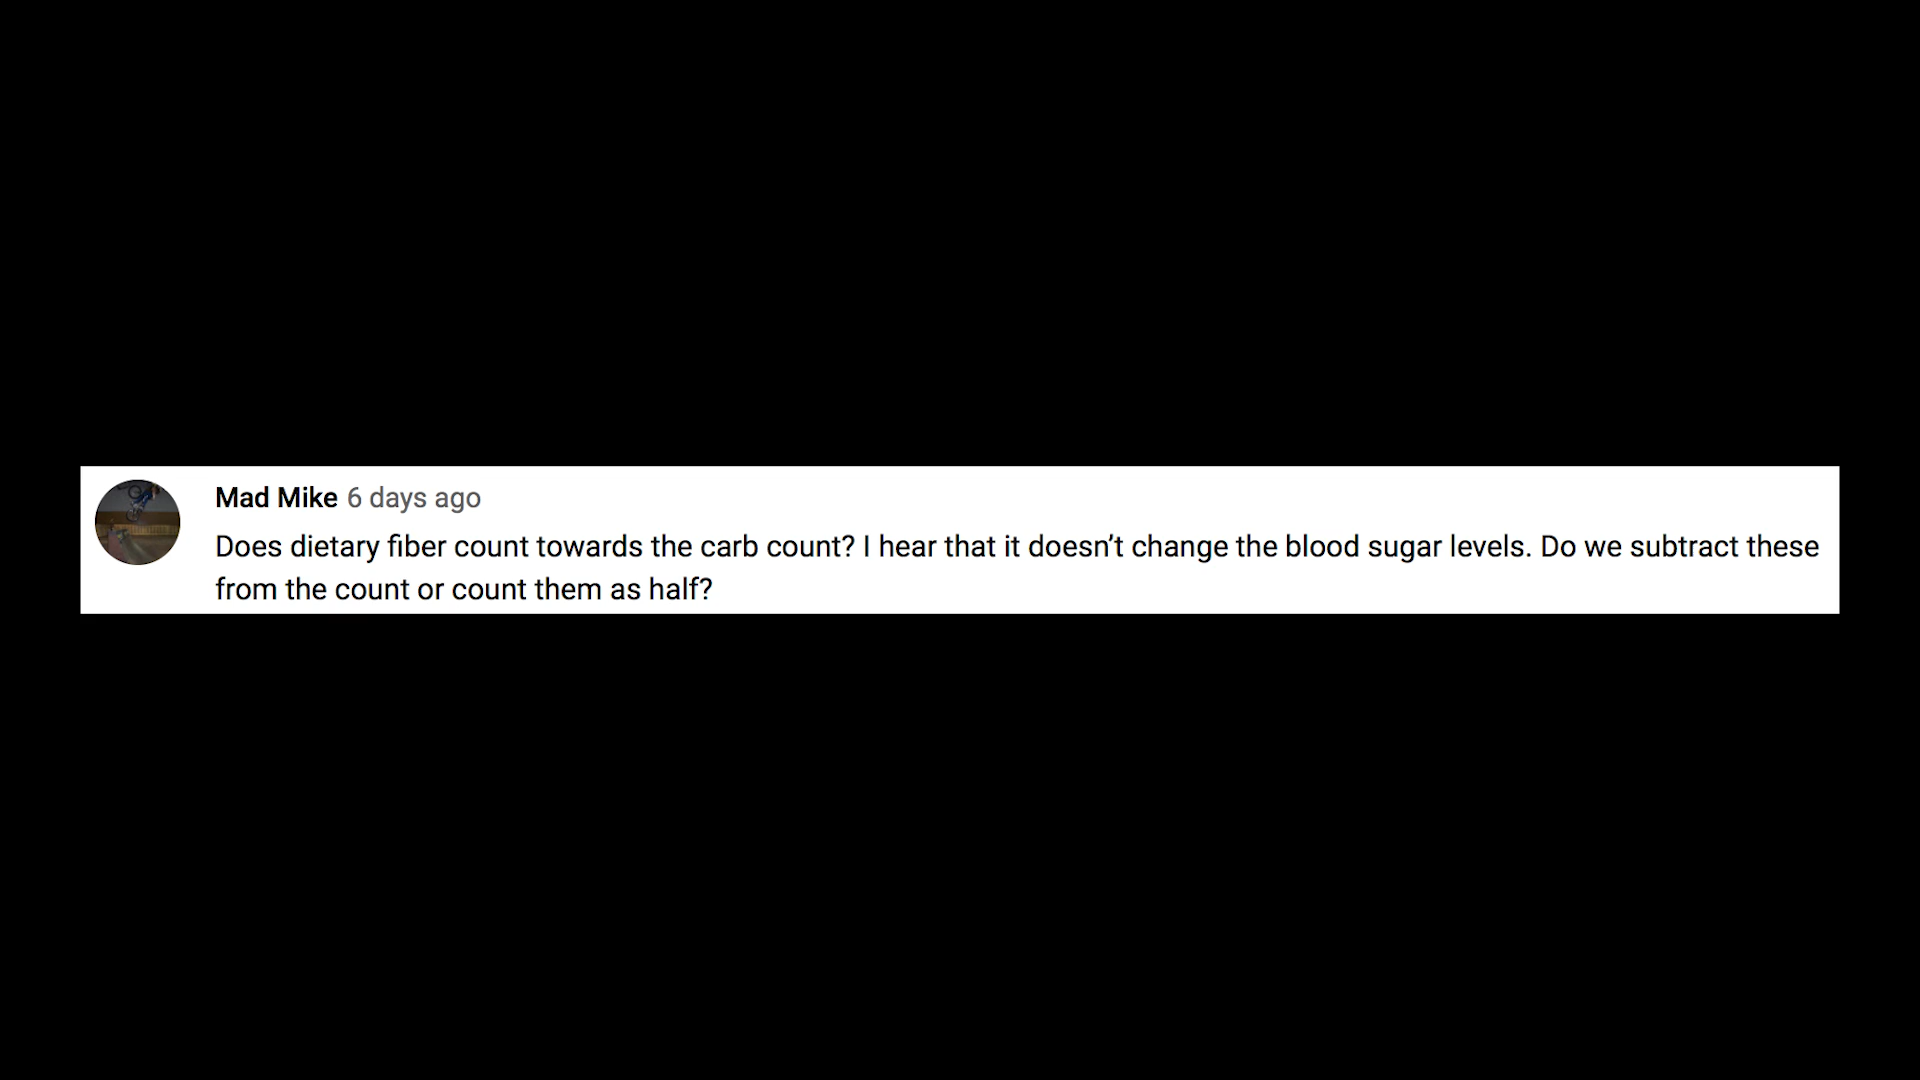 Mad Mike 6 days ago
Does dietary fiber count towards the carb count? I hear that it doesn’t change the blood sugar levels. Do we subtract these
from the count or count them as half?